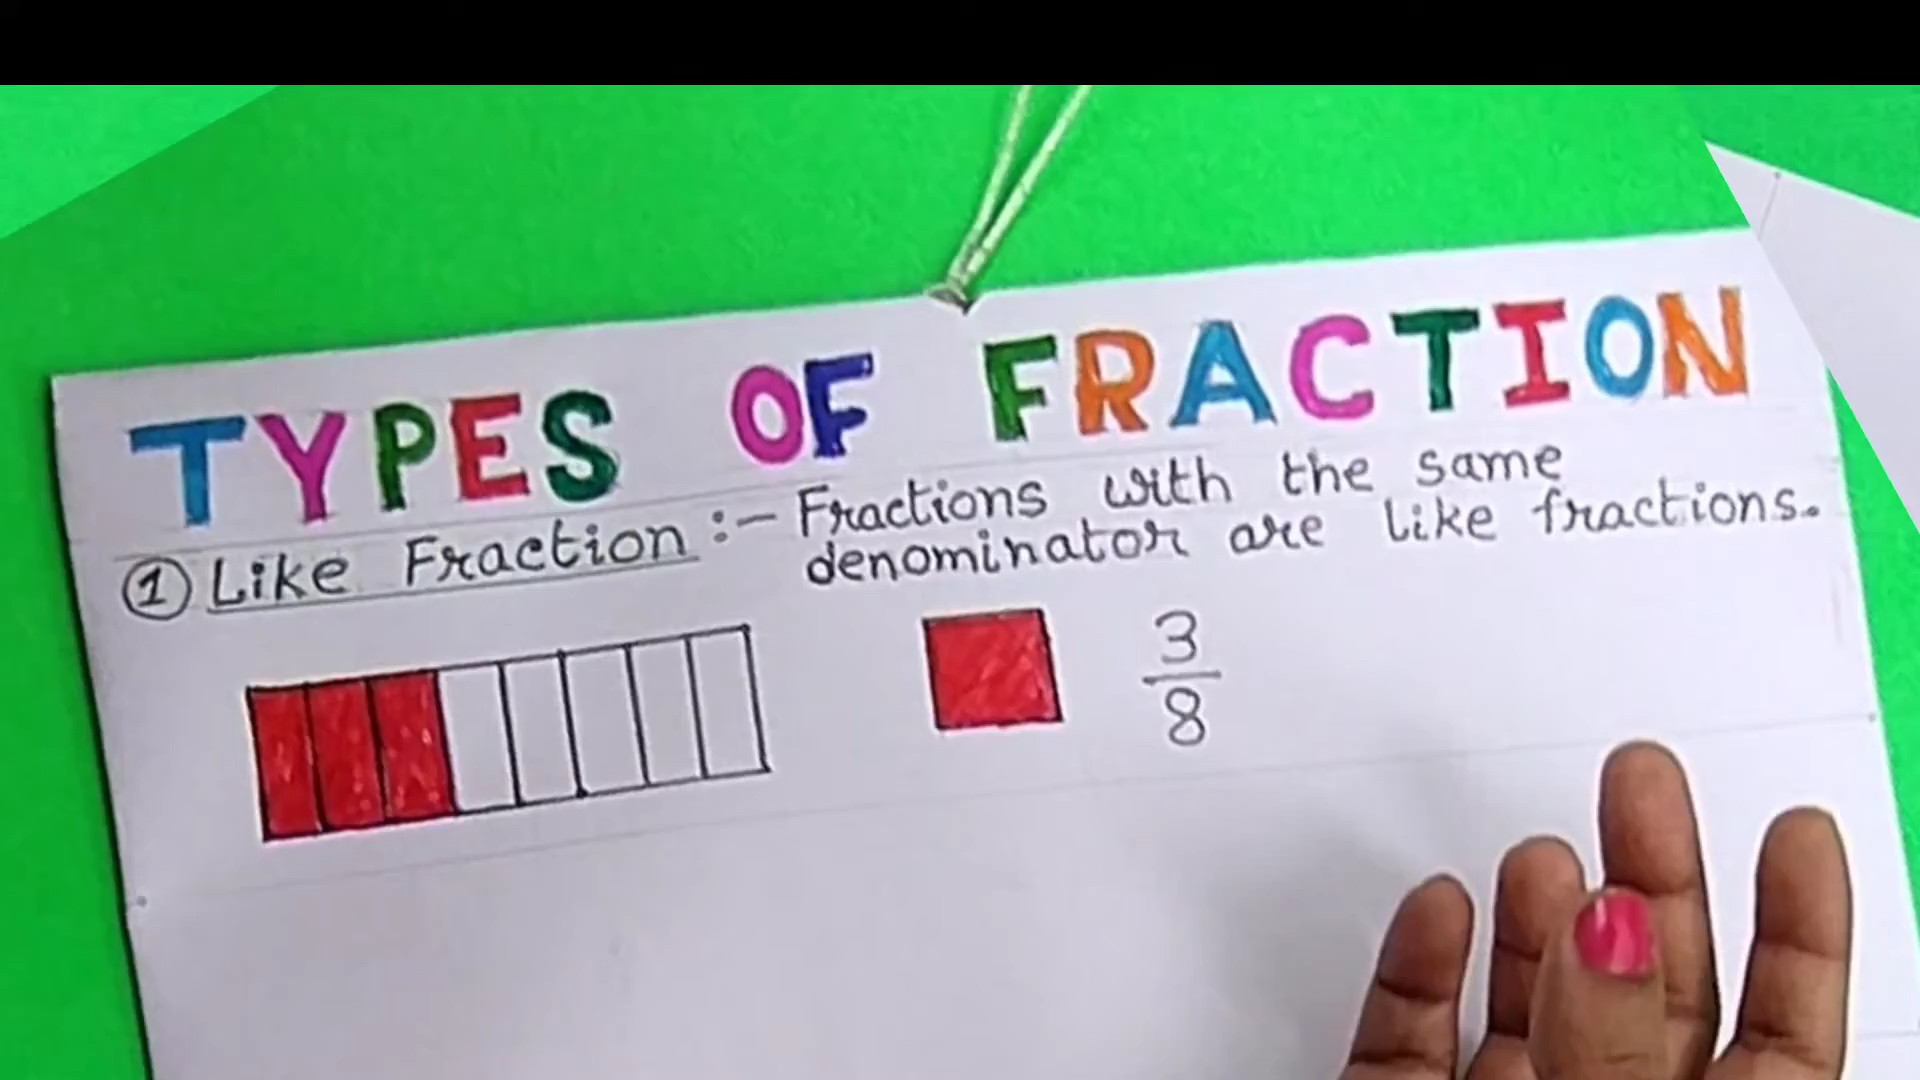 TYPES OF FRACTION
① Like Fraction :- Fractions with the same
denominator are like fractions.
3
8